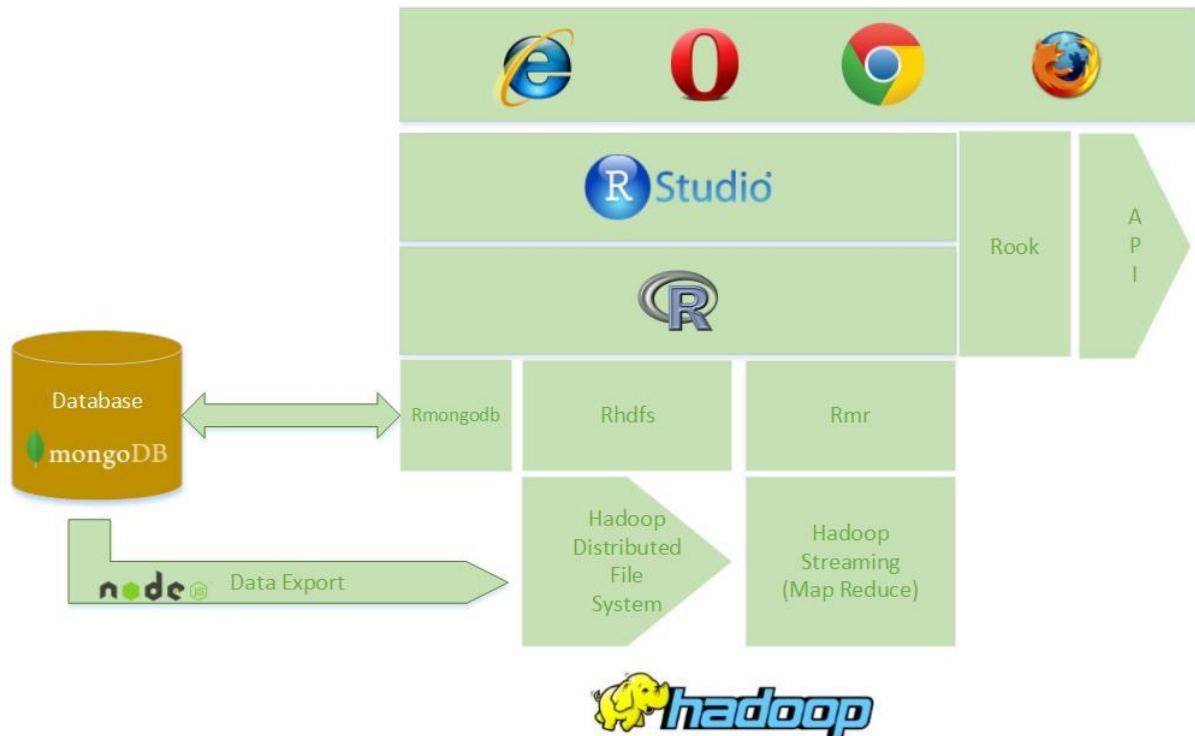 R Studio
Rook
A
P
I
R
Database
mongoDB
Rmongodb
Rhdfs
Rmr
node JS
Data Export
Hadoop
Distributed
File
System
Hadoop
Streaming
(Map Reduce)
hadoop